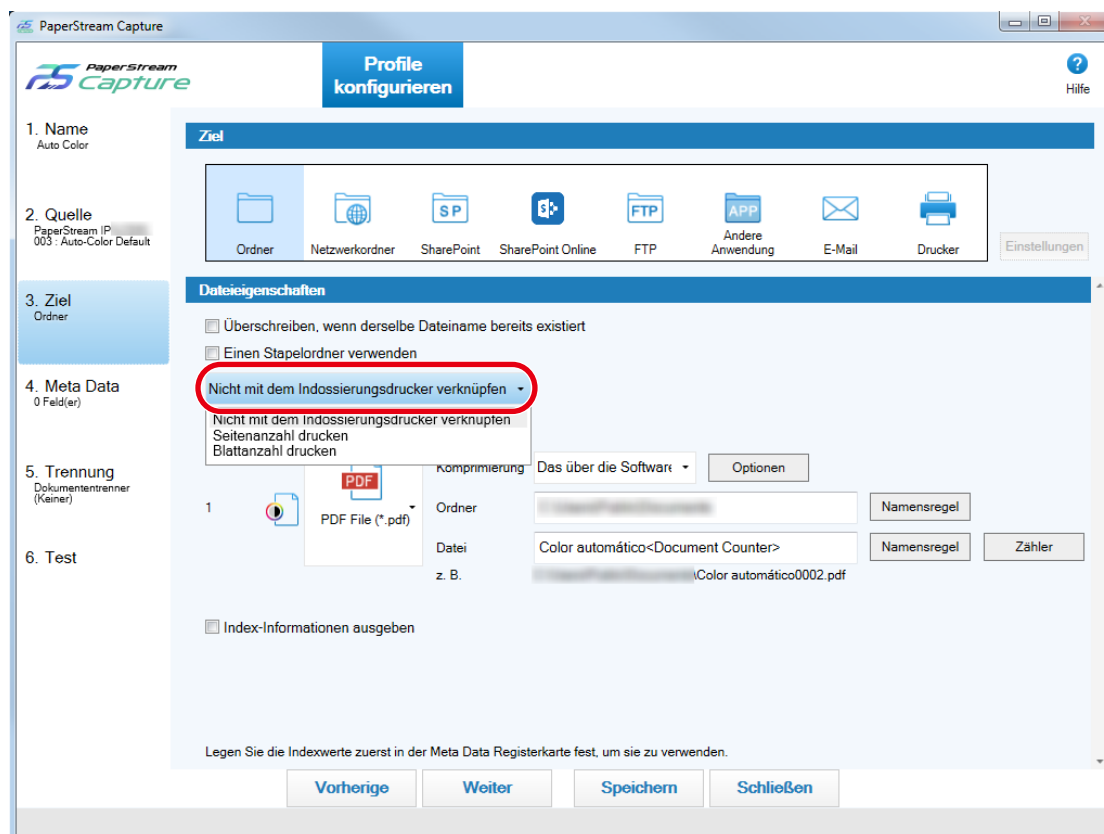 PaperStream Capture
PaperStream
Capture
Profile
konfigurieren
?
Hilfe
1. Name
Auto Color
2. Quelle
PaperStream IP
003 : Auto-Color Default
3. Ziel
Ordner
4. Meta Data
0 Feld(er)
5. Trennung
Dokumententrenner
(Keiner)
6. Test
Ziel
Ordner
Netzwerkordner
SP
SharePoint
S
SharePoint Online
FTP
FTP
APP
Andere
Anwendung
E-Mail
Drucker
Einstellungen
Dateieigenschaften
Überschreiben, wenn derselbe Dateiname bereits existiert
Einen Stapelordner verwenden
Nicht mit dem Indossierungsdrucker verknüpfen
Nicht mit dem Indossierungsdrucker verknüpfen
Seitenanzahl drucken
Blattanzahl drucken
1
PDF
PDF File (*.pdf)
Komprimierung
Das über die Software
Optionen
Ordner
Namensregel
Datei
Color automático<Document Counter>
Namensregel
Zähler
z. B.
\Color automático0002.pdf
Index-Informationen ausgeben
Legen Sie die Indexwerte zuerst in der Meta Data Registerkarte fest, um sie zu verwenden.
Vorherige
Weiter
Speichern
Schließen